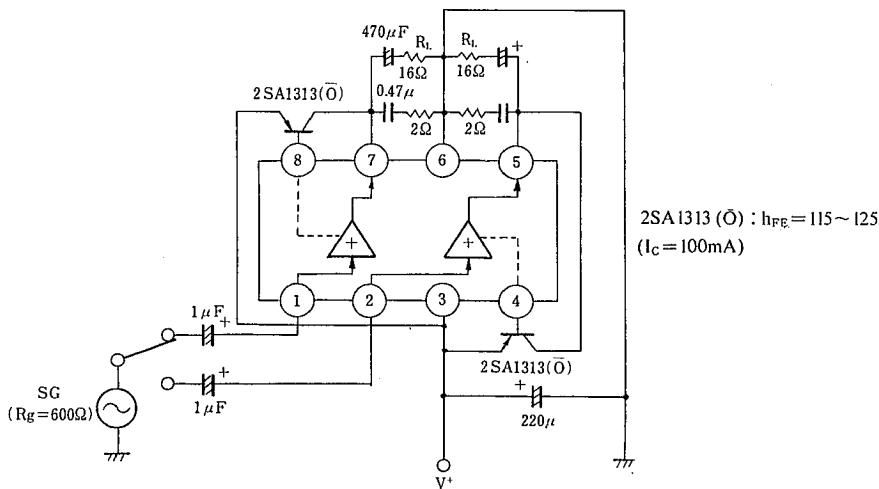 470μF
R_L
R_L
+
16Ω
16Ω
2SA1313(Ō)
0.47μ
2Ω
2Ω
8
7
6
5
+
+
2SA1313(Ō) : h_FE = 115 ~ 125
(I_C = 100mA)
1
2
3
4
1μF
+
2SA1313(Ō)
+
1μF
SG
(Rg = 600Ω)
+
220μ
V⁺